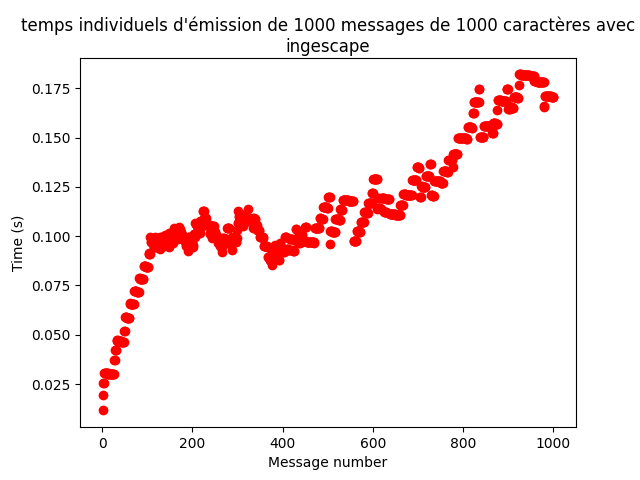 temps individuels d'émission de 1000 messages de 1000 caractères avec
ingescape
0.175
0.150
0.125
0.100
0.075
0.050
0.025
Time (s)
0 200 400 600 800 1000
Message number